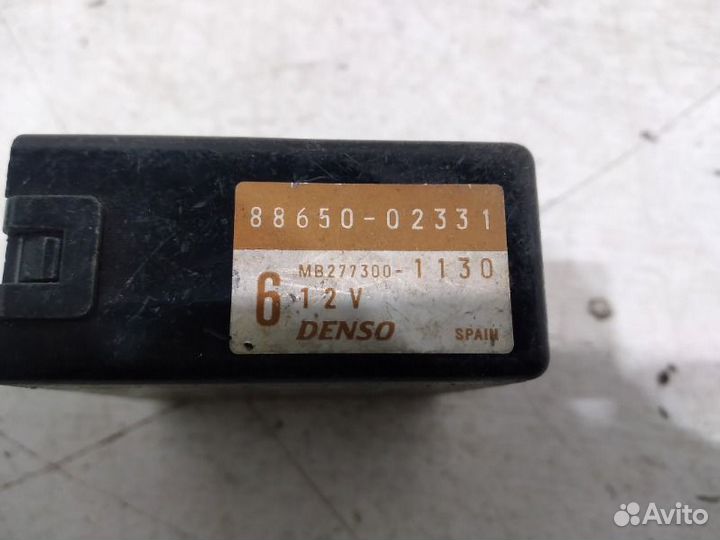 88650-02331
MB277300-1130
6 12V
DENSO SPAIN
Avito